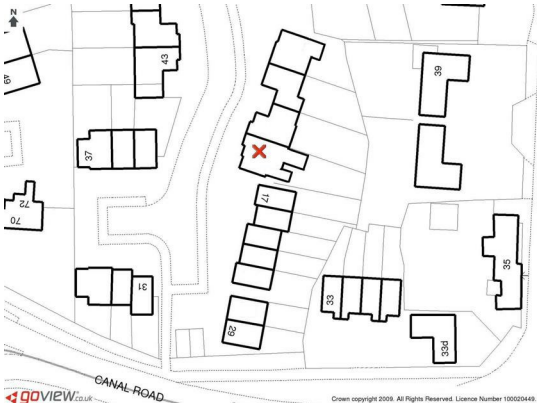 N
43
49
39
37
72
70
17
35
31
33
29
33d
CANAL ROAD
goview.co.uk
Crown copyright 2009. All Rights Reserved. Licence Number 100020449.